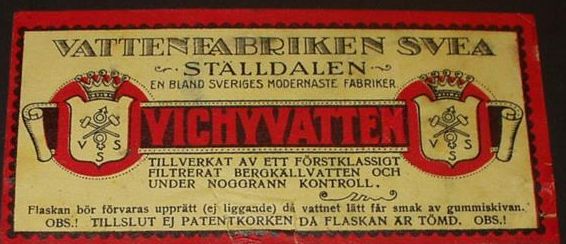 VATTENFABRIKEN SVEA
STÄLLDALEN
EN BLAND SVERIGES MODERNASTE FABRIKER
VICHYVATTEN
V S
S
V S
S
TILLVERKAT AV ETT FÖRSTKLASSIGT
FILTRERAT BERGKÄLLVATTEN OCH
UNDER NOGGRANN KONTROLL.
Flaskan bör förvaras upprätt (ej liggande) då vattnet lätt får smak av gummiskivan.
OBS.! TILLSLUT EJ PATENTKORKEN DÅ FLASKAN ÄR TÖMD. OBS.!